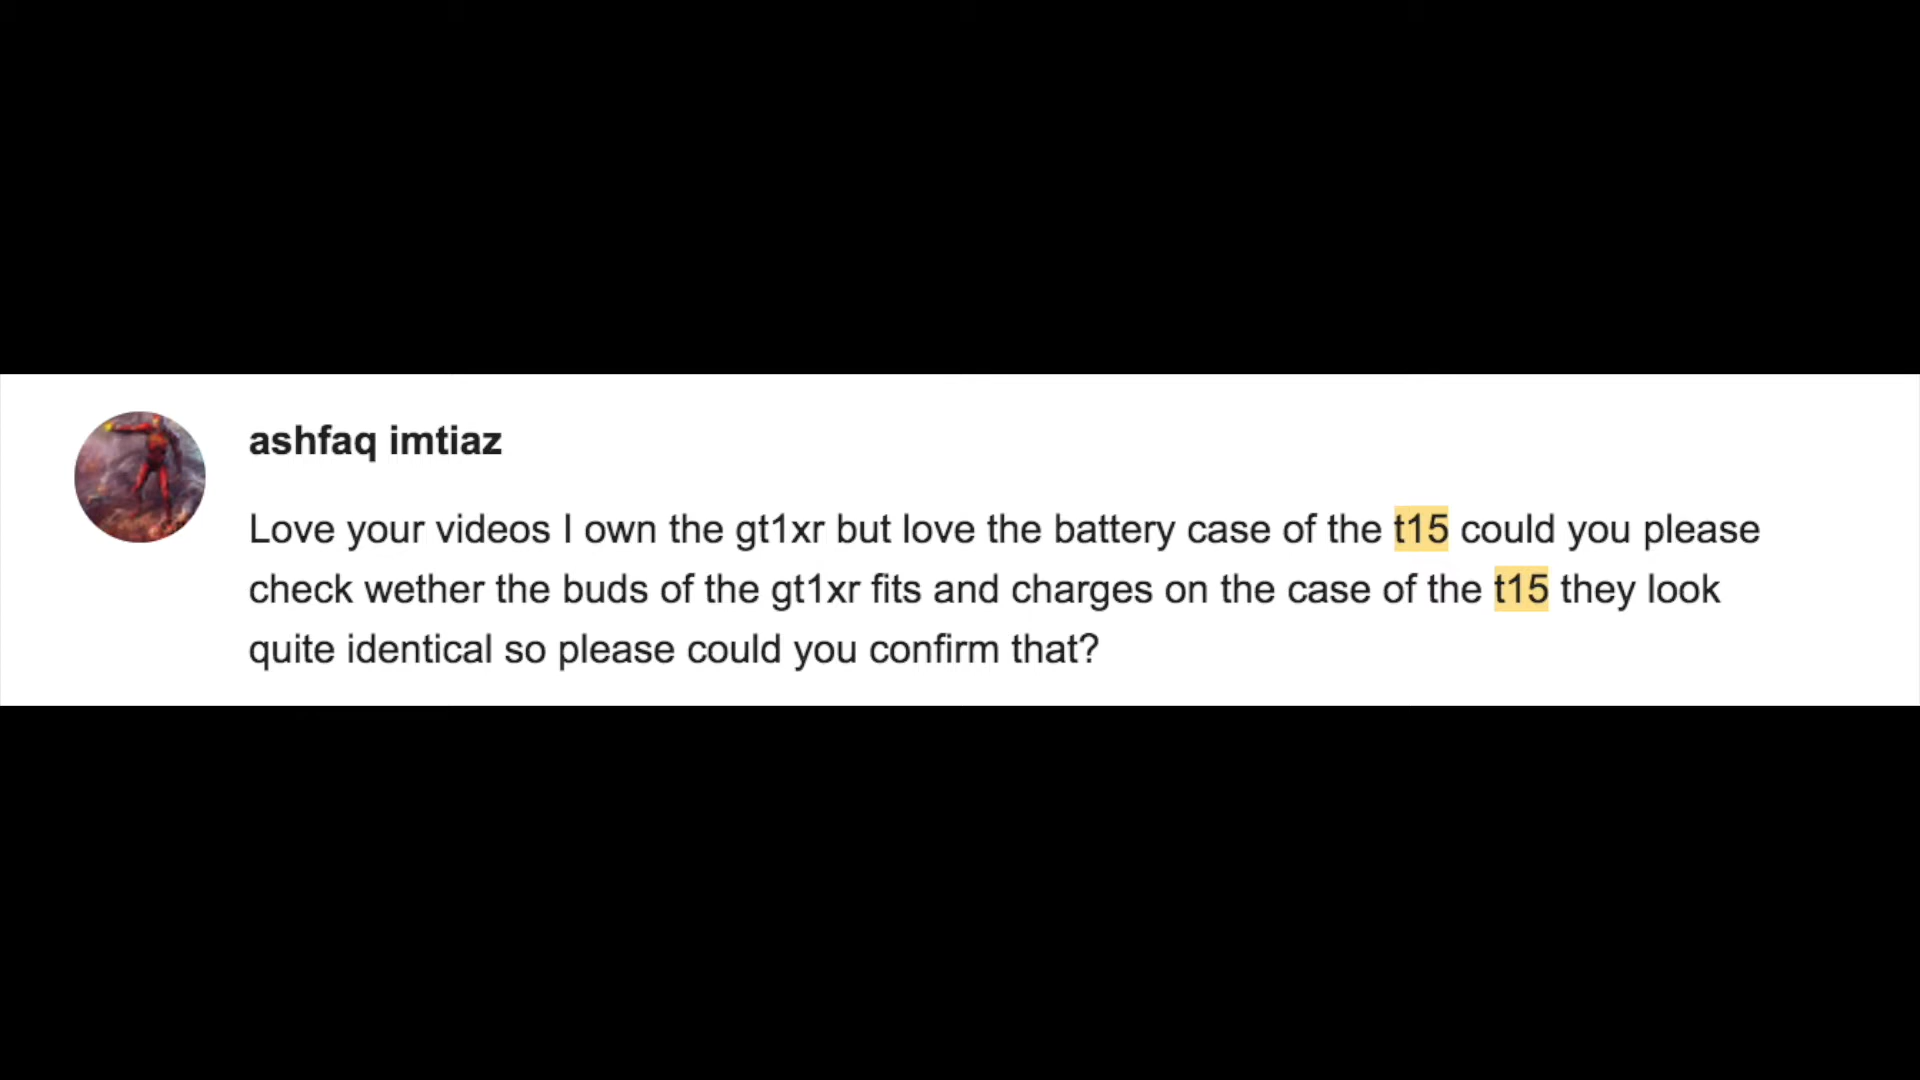 ashfaq imtiaz
Love your videos I own the gt1xr but love the battery case of the t15 could you please
check wether the buds of the gt1xr fits and charges on the case of the t15 they look
quite identical so please could you confirm that?